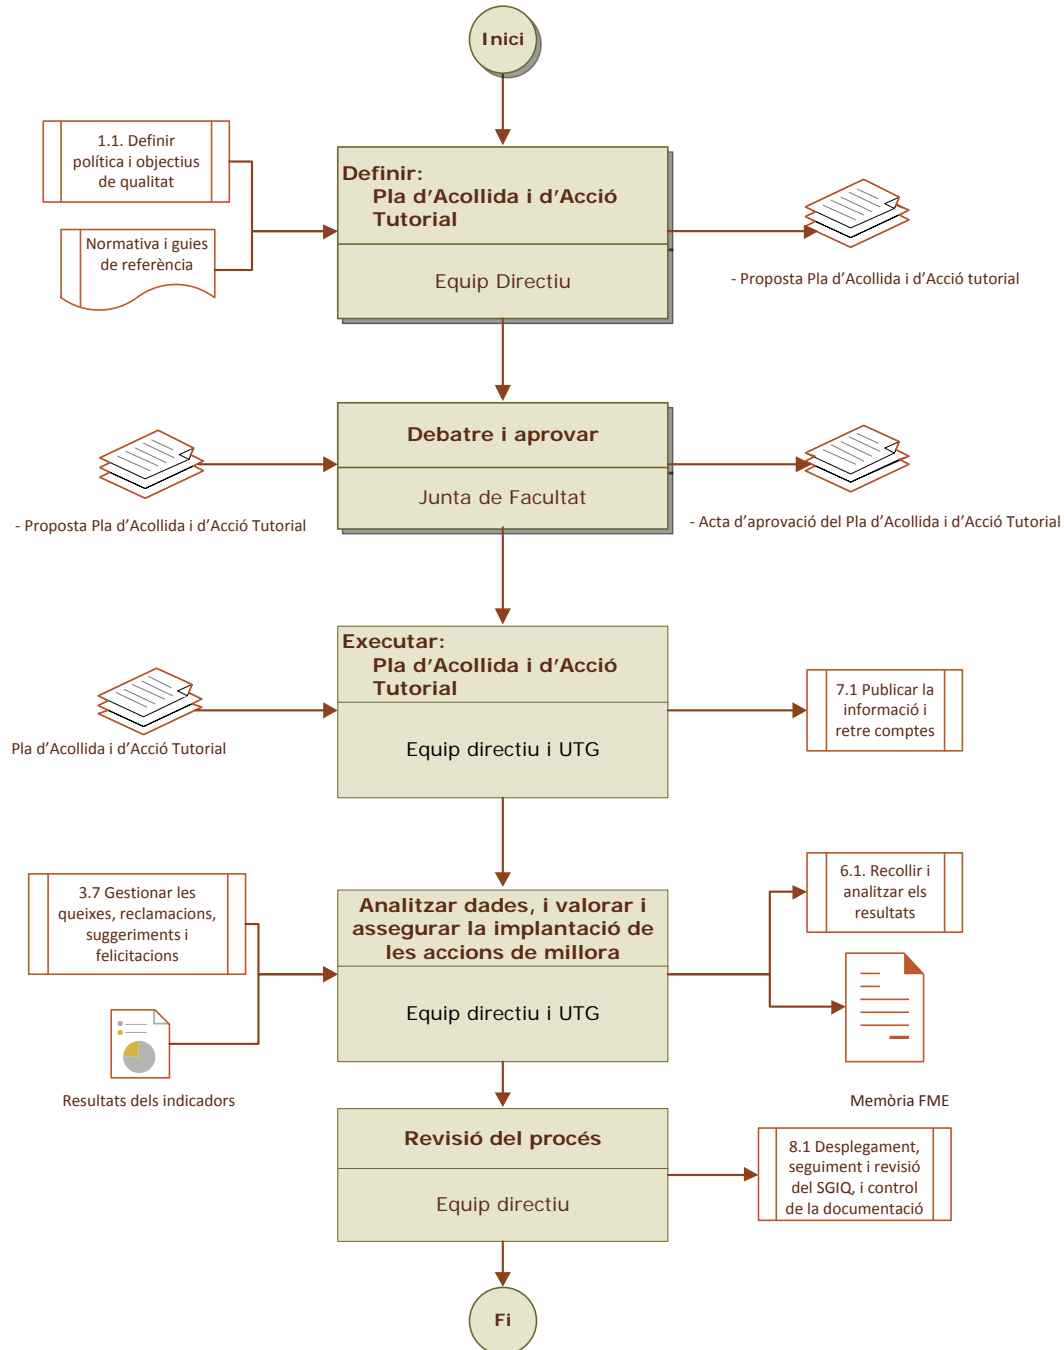 Inici
1.1. Definir
política i objectius
de qualitat
Normativa i guies
de referència
Definir:
Pla d'Acollida i d'Acció
Tutorial
Equip Directiu
- Proposta Pla d'Acollida i d'Acció tutorial
Debatre i aprovar
Junta de Facultat
- Proposta Pla d'Acollida i d'Acció Tutorial
- Acta d'aprovació del Pla d'Acollida i d'Acció Tutorial
Executar:
Pla d'Acollida i d'Acció
Tutorial
Equip directiu i UTG
Pla d'Acollida i d'Acció Tutorial
7.1 Publicar la
informació i
retre comptes
3.7 Gestionar les
queixes, reclamacions,
suggeriments i
felicitacions
Resultats dels indicadors
Analitzar dades, i valorar i
assegurar la implantació de
les accions de millora
Equip directiu i UTG
6.1. Recollir i
analitzar els
resultats
Memòria FME
Revisió del procés
Equip directiu
8.1 Desplegament,
seguiment i revisió
del SGIQ, i control
de la documentació
Fi